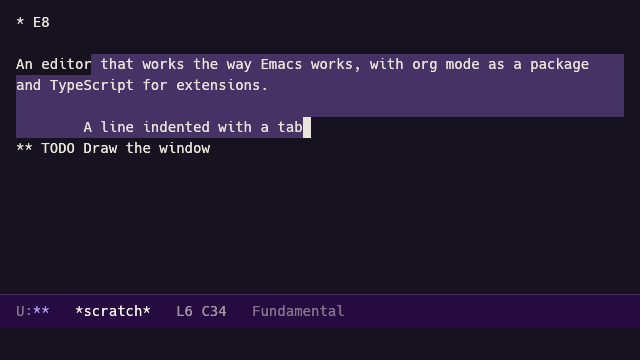 * E8
An editor that works the way Emacs works, with org mode as a package
and TypeScript for extensions.
A line indented with a tab
** TODO Draw the window
U:** *scratch* L6 C34 Fundamental